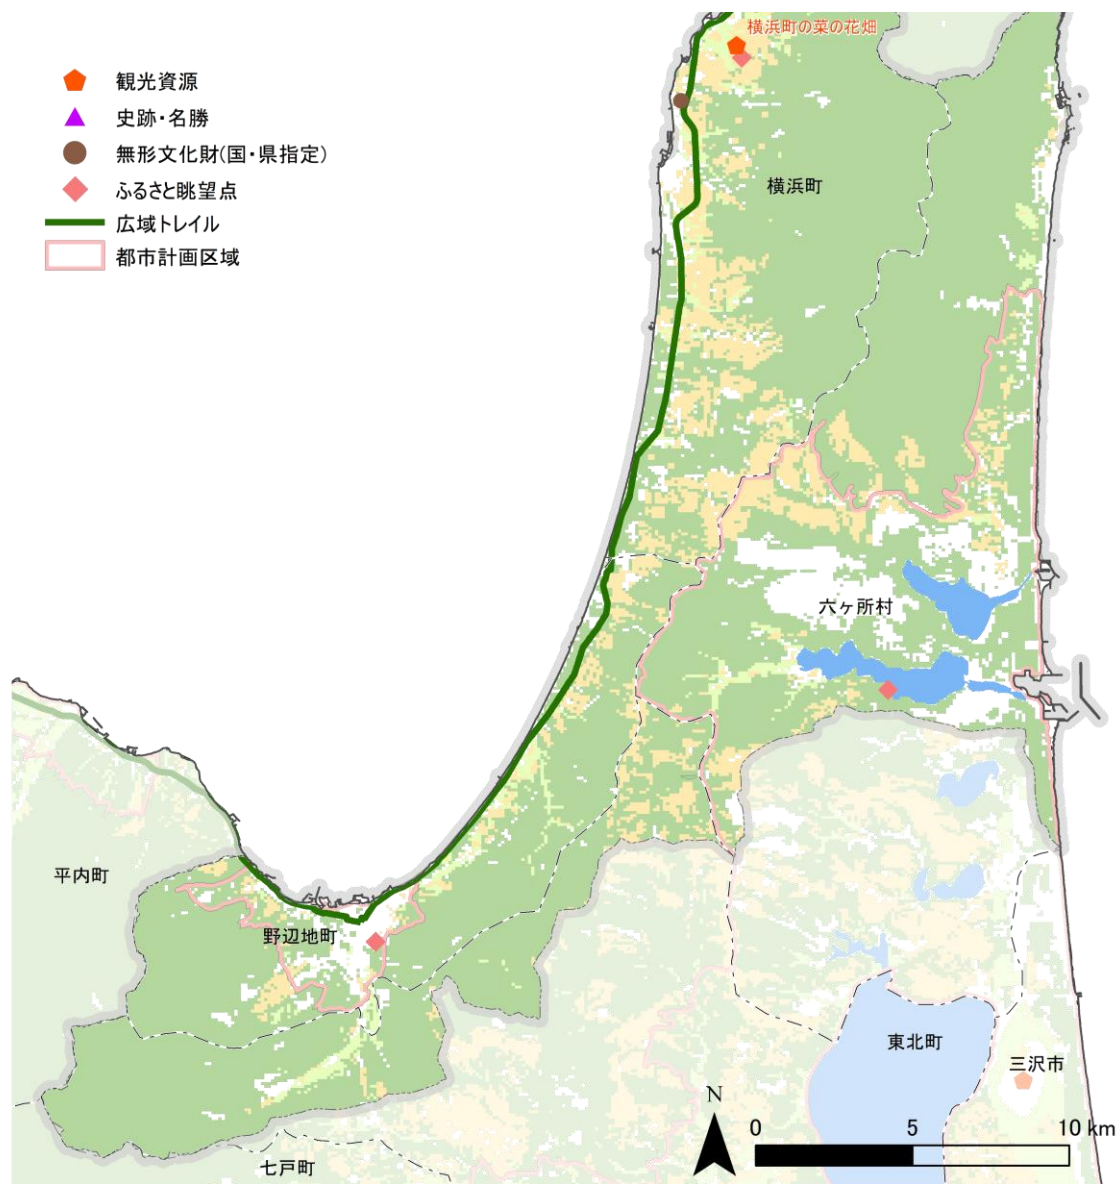 横浜町の菜の花畑
観光資源
史跡・名勝
無形文化財(国・県指定)
ふるさと眺望点
広域トレイル
都市計画区域
横浜町
六ヶ所村
平内町
野辺地町
東北町
三沢市
七戸町
N
0 5 10 km